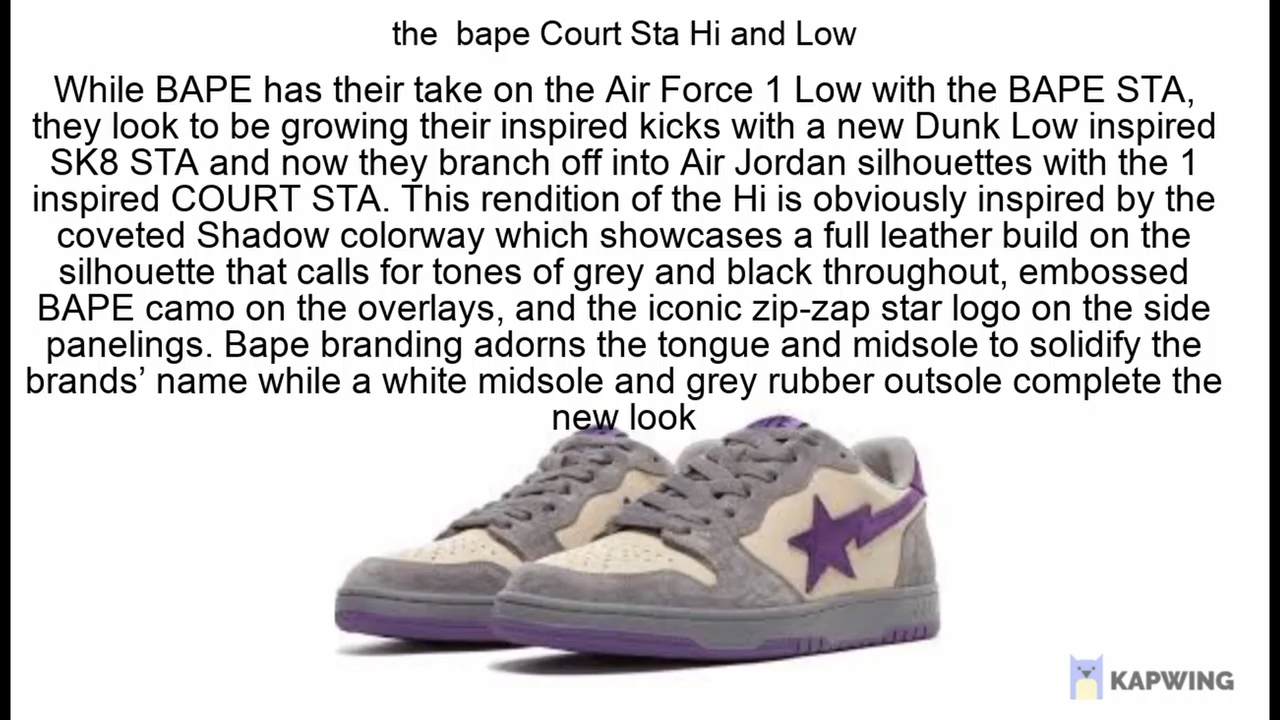 the  bape Court Sta Hi and Low
While BAPE has their take on the Air Force 1 Low with the BAPE STA,
they look to be growing their inspired kicks with a new Dunk Low inspired
SK8 STA and now they branch off into Air Jordan silhouettes with the 1
inspired COURT STA. This rendition of the Hi is obviously inspired by the
coveted Shadow colorway which showcases a full leather build on the
silhouette that calls for tones of grey and black throughout, embossed
BAPE camo on the overlays, and the iconic zip-zap star logo on the side
panelings. Bape branding adorns the tongue and midsole to solidify the
brands’ name while a white midsole and grey rubber outsole complete the
new look
KAPWING